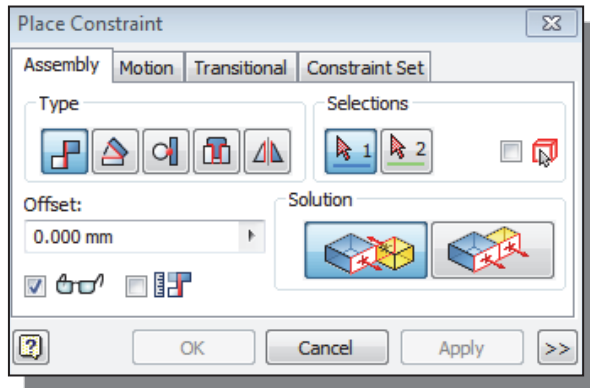 Place Constraint
Assembly Motion Transitional Constraint Set
Type Selections
1 2
Offset: Solution
0.000 mm
? OK Cancel Apply >>